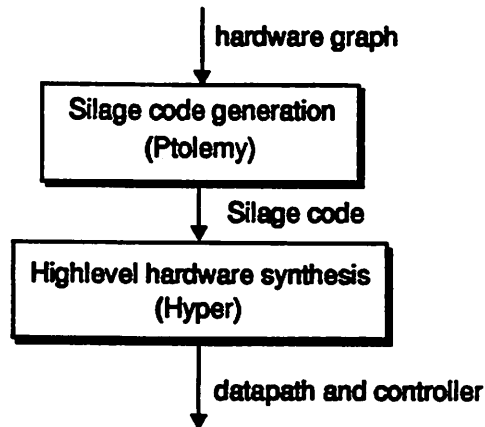 hardware graph
Silage code generation
(Ptolemy)
Silage code
Highlevel hardware synthesis
(Hyper)
datapath and controller